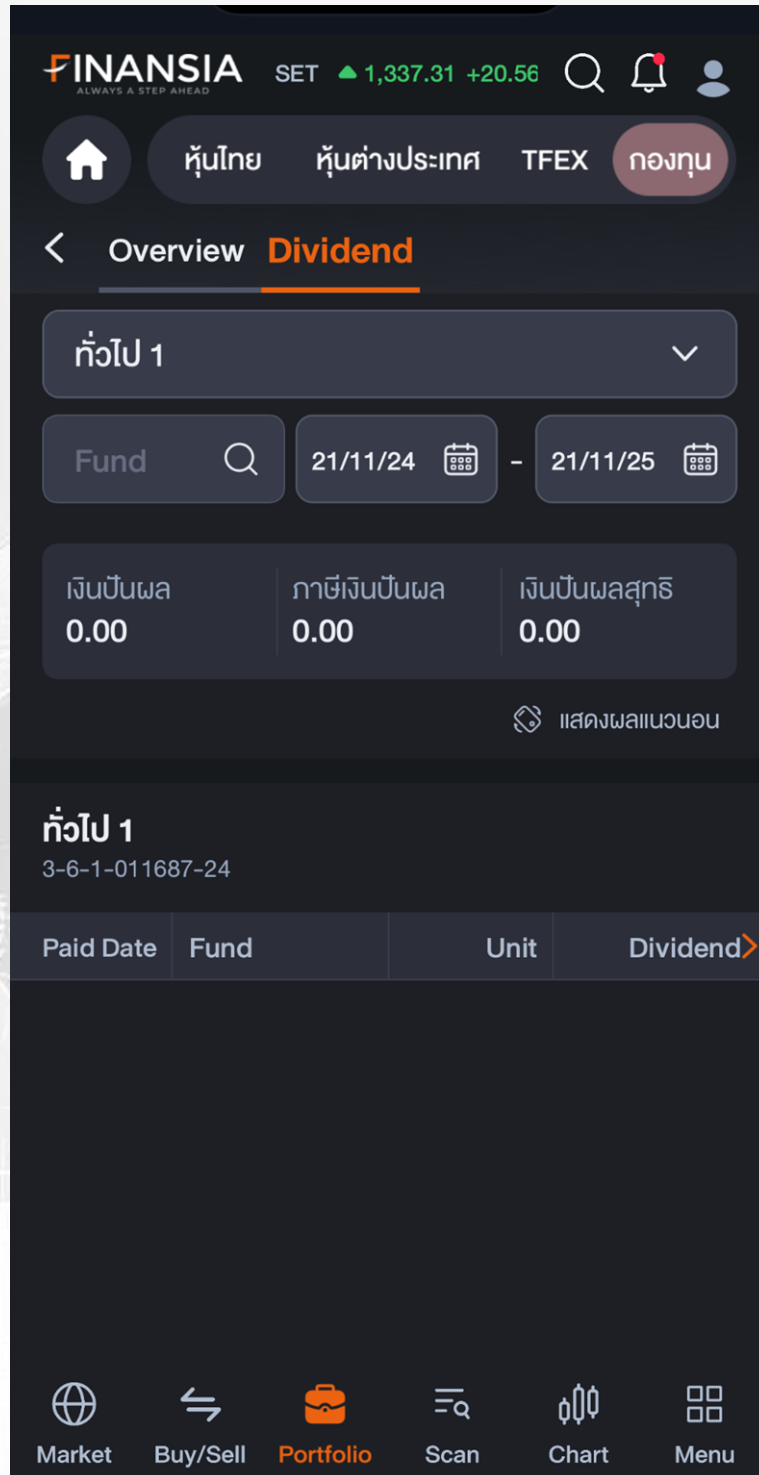 FINANSIA SET ▲ 1,337.31 +20.56
ALWAYS A STEP AHEAD
หุ้นไทย หุ้นต่างประเทศ TFEX กองทุน
Overview Dividend
ทั่วไป 1
Fund 21/11/24 - 21/11/25
เงินปันผล ภาษีเงินปันผล เงินปันผลสุทธิ
0.00 0.00 0.00
แสดงผลแนวนอน
ทั่วไป 1
3-6-1-011687-24
Paid Date Fund Unit Dividend
Market Buy/Sell Portfolio Scan Chart Menu